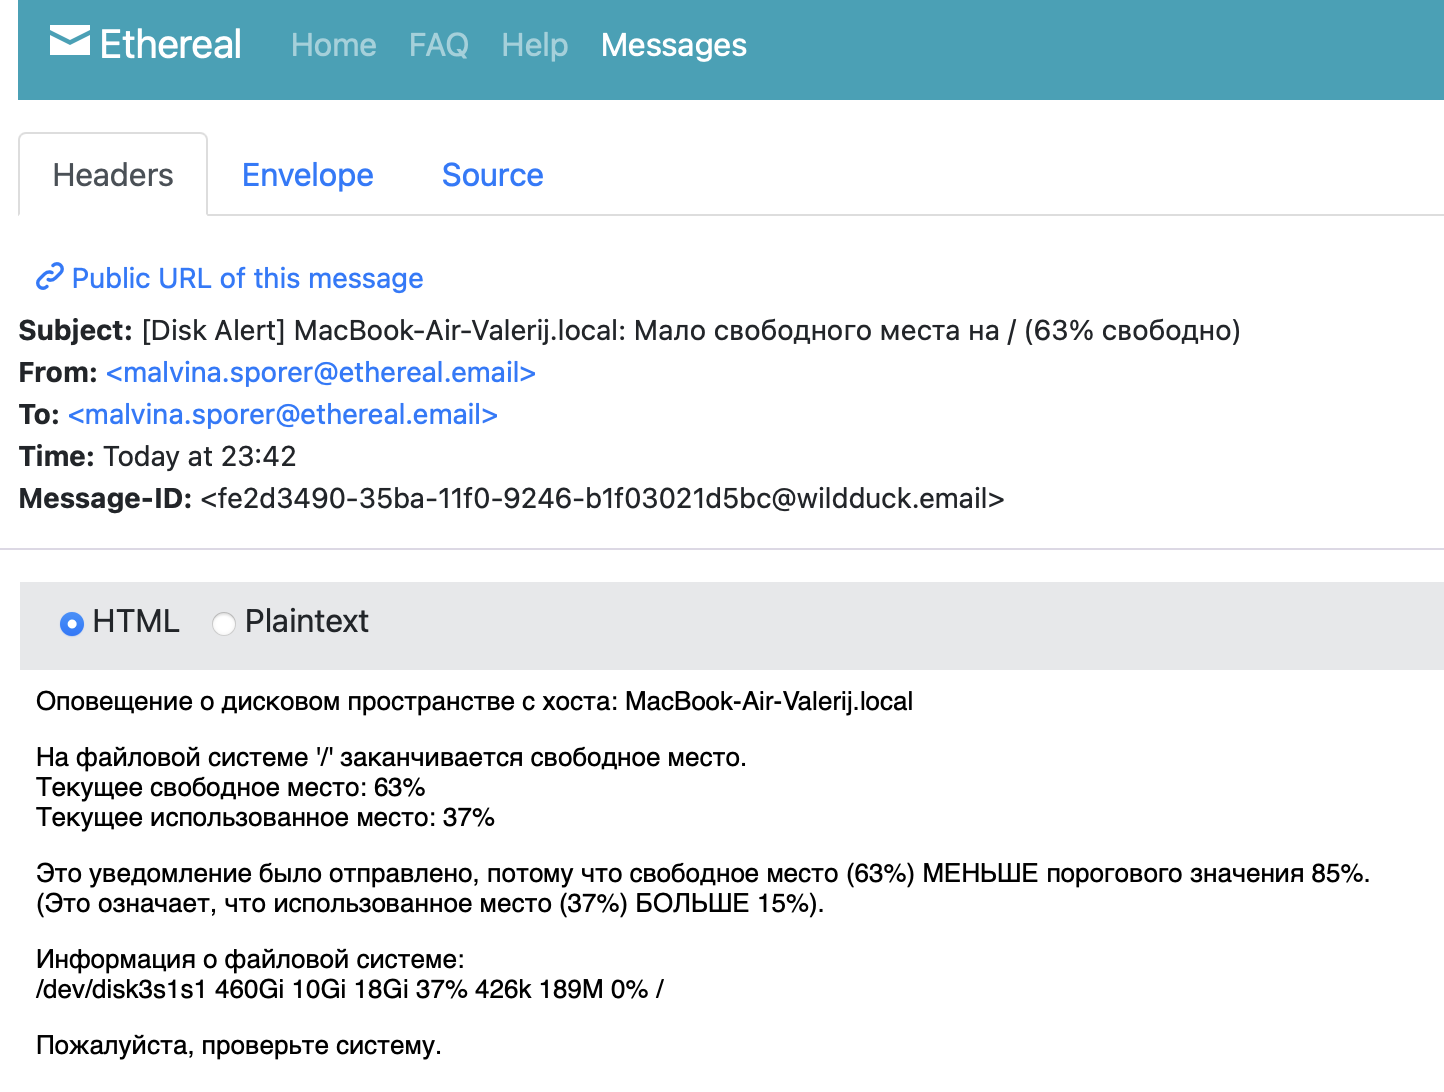 Ethereal Home FAQ Help Messages
Headers Envelope Source
Public URL of this message
Subject: [Disk Alert] MacBook-Air-Valerij.local: Мало свободного места на / (63% свободно)
From: <malvina.sporer@ethereal.email>
To: <malvina.sporer@ethereal.email>
Time: Today at 23:42
Message-ID: <fe2d3490-35ba-11f0-9246-b1f03021d5bc@wildduck.email>
HTML Plaintext
Оповещение о дисковом пространстве с хоста: MacBook-Air-Valerij.local
На файловой системе '/' заканчивается свободное место.
Текущее свободное место: 63%
Текущее использованное место: 37%
Это уведомление было отправлено, потому что свободное место (63%) МЕНЬШЕ порогового значения 85%.
(Это означает, что использованное место (37%) БОЛЬШЕ 15%).
Информация о файловой системе:
/dev/disk3s1s1 460Gi 10Gi 18Gi 37% 426k 189M 0% /
Пожалуйста, проверьте систему.